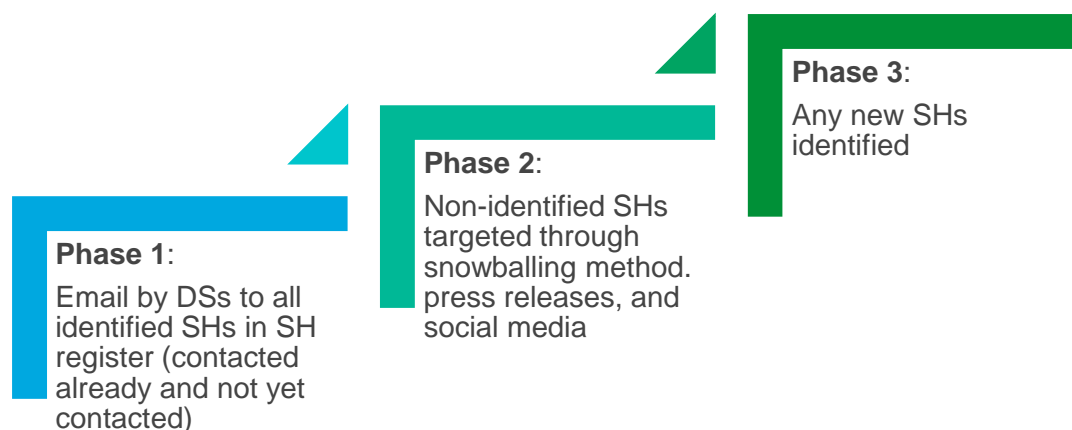 Phase 1:
Email by DSs to all
identified SHs in SH
register (contacted
already and not yet
contacted)
Phase 2:
Non-identified SHs
targeted through
snowballing method.
press releases, and
social media
Phase 3:
Any new SHs
identified